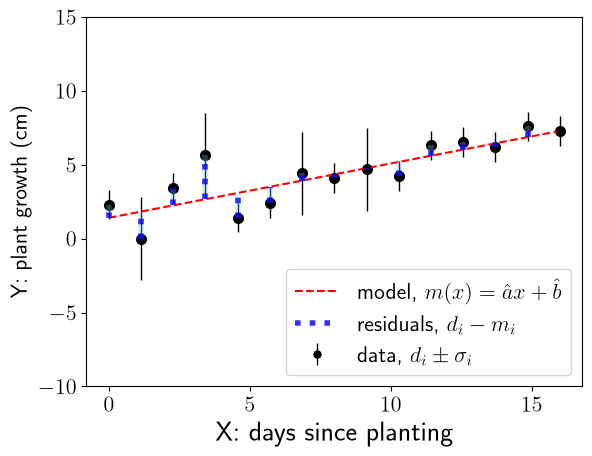 15
10
5
0
−5
−10
Y: plant growth (cm)
model, m(x) = âx + b̂
residuals, dᵢ − mᵢ
data, dᵢ ± σᵢ
0 5 10 15
X: days since planting